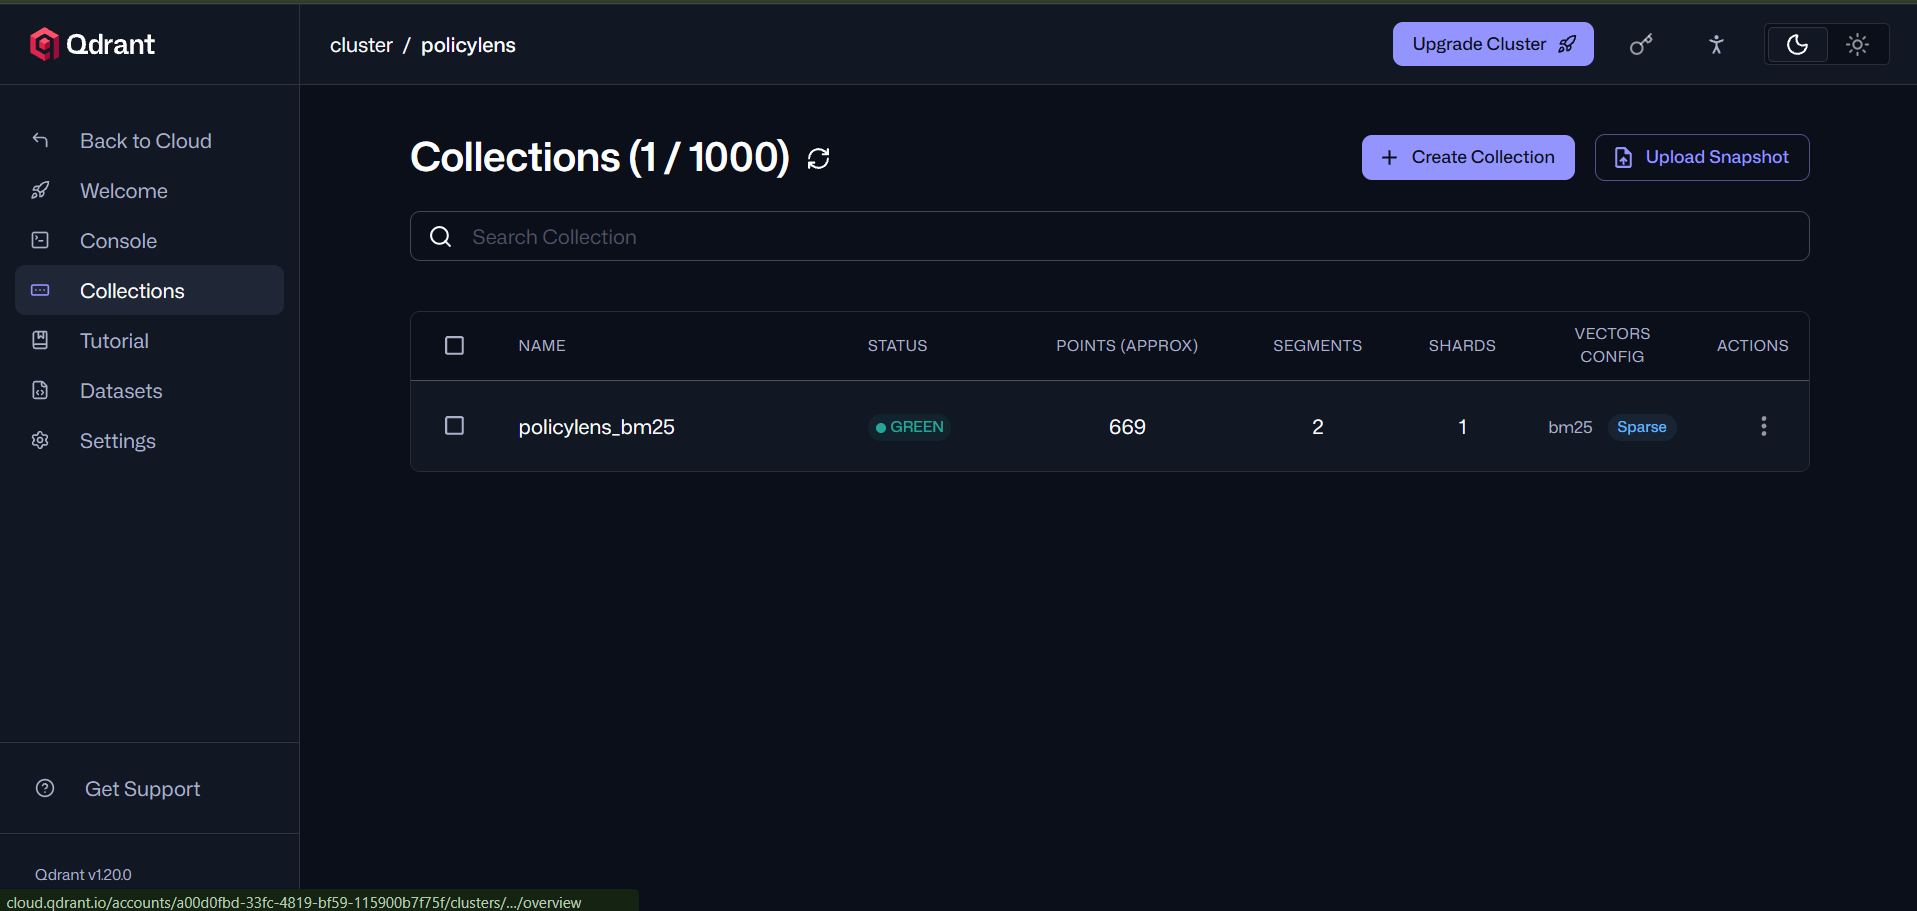 Qdrant
cluster / policylens
Upgrade Cluster
Back to Cloud
Welcome
Console
Collections
Tutorial
Datasets
Settings
Get Support
Qdrant v1.20.0
Collections (1 / 1000)
Create Collection
Upload Snapshot
Search Collection
NAME STATUS POINTS (APPROX) SEGMENTS SHARDS VECTORS CONFIG ACTIONS
policylens_bm25 GREEN 669 2 1 bm25 Sparse
cloud.qdrant.io/accounts/a00d0fbd-33fc-4819-bf59-115900b7f75f/clusters/.../overview